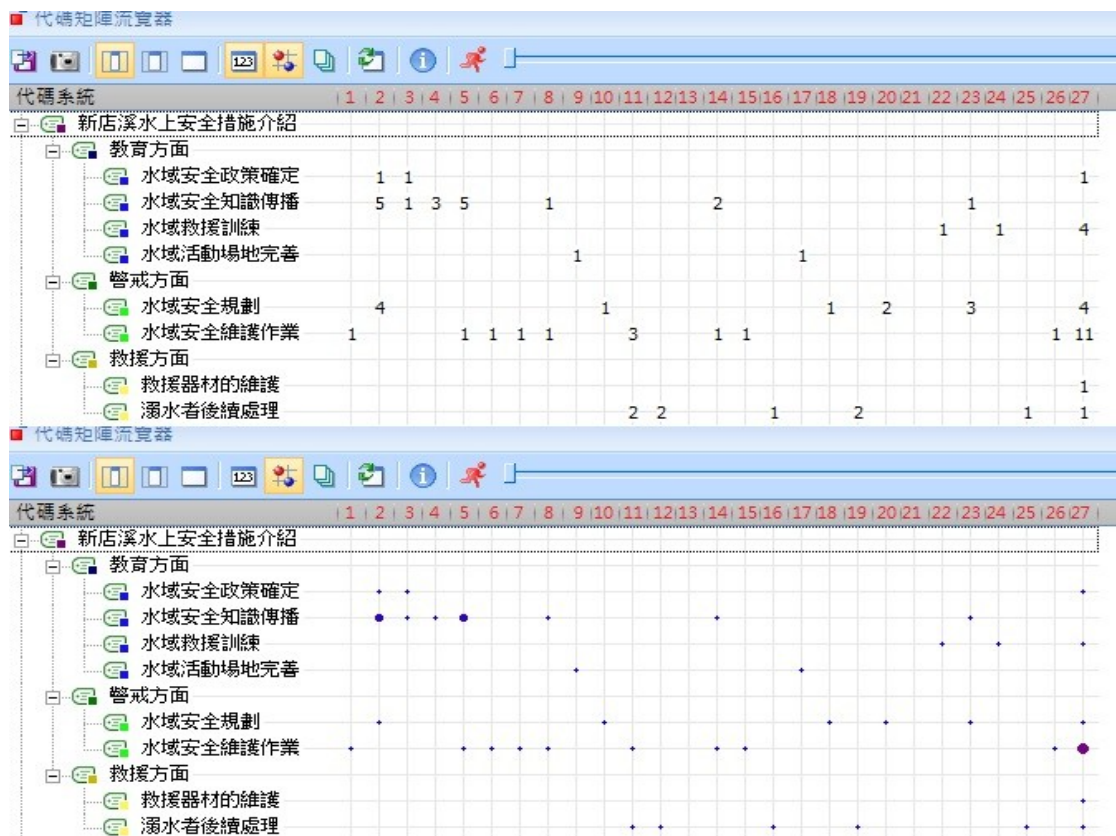 代碼矩陣流覽器
123
代碼系統 1 2 3 4 5 6 7 8 9 10 11 12 13 14 15 16 17 18 19 20 21 22 23 24 25 26 27
新店溪水上安全措施介紹
教育方面
水域安全政策確定 1 1 1
水域安全知識傳播 5 1 3 5 1 2 1
水域救援訓練 1 1 4
水域活動場地完善 1 1
警戒方面
水域安全規劃 4 1 1 2 3 4
水域安全維護作業 1 1 1 1 1 3 1 1 1 11
救援方面
救援器材的維護 1
溺水者後續處理 2 2 1 2 1 1
代碼矩陣流覽器
123
代碼系統 1 2 3 4 5 6 7 8 9 10 11 12 13 14 15 16 17 18 19 20 21 22 23 24 25 26 27
新店溪水上安全措施介紹
教育方面
水域安全政策確定
水域安全知識傳播
水域救援訓練
水域活動場地完善
警戒方面
水域安全規劃
水域安全維護作業
救援方面
救援器材的維護
溺水者後續處理